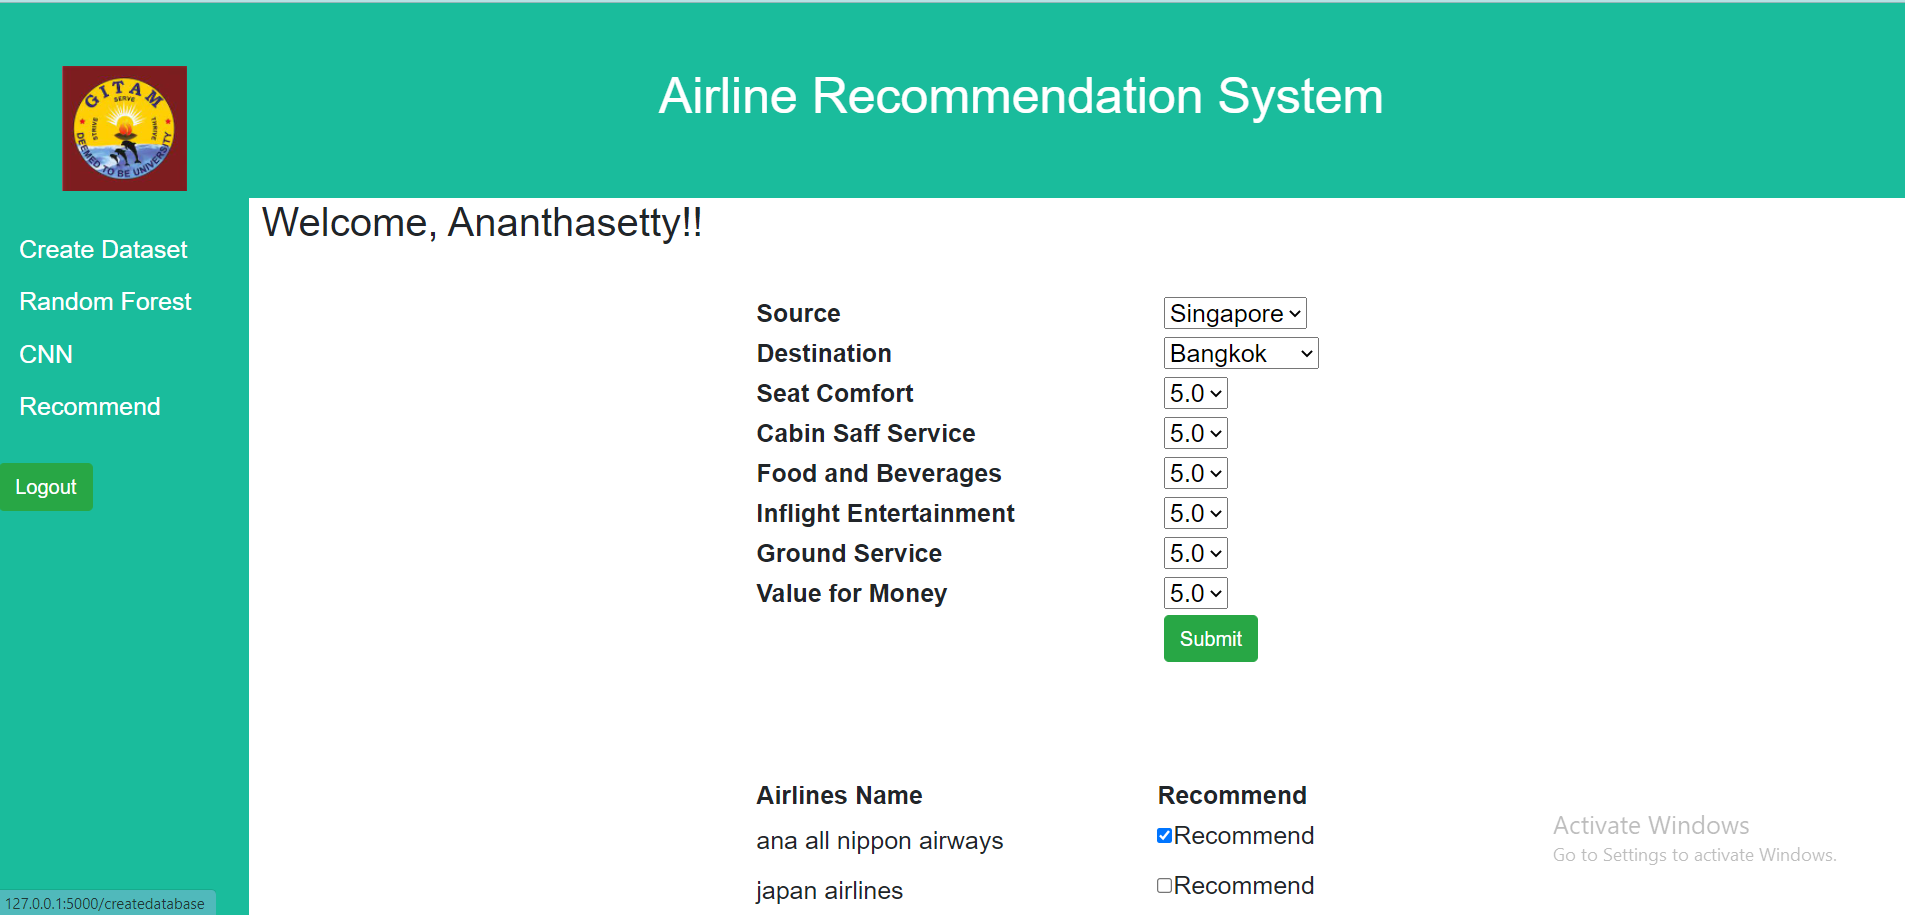 GITAM
SERVE
STRIVE
THRIVE
DEEMED TO BE UNIVERSITY
Airline Recommendation System
Welcome, Ananthasetty!!
Create Dataset
Random Forest
CNN
Recommend
Logout
Source Singapore
Destination Bangkok
Seat Comfort 5.0
Cabin Saff Service 5.0
Food and Beverages 5.0
Inflight Entertainment 5.0
Ground Service 5.0
Value for Money 5.0
Submit
Airlines Name Recommend
ana all nippon airways Recommend
japan airlines Recommend
Activate Windows
Go to Settings to activate Windows.
127.0.0.1:5000/createdatabase